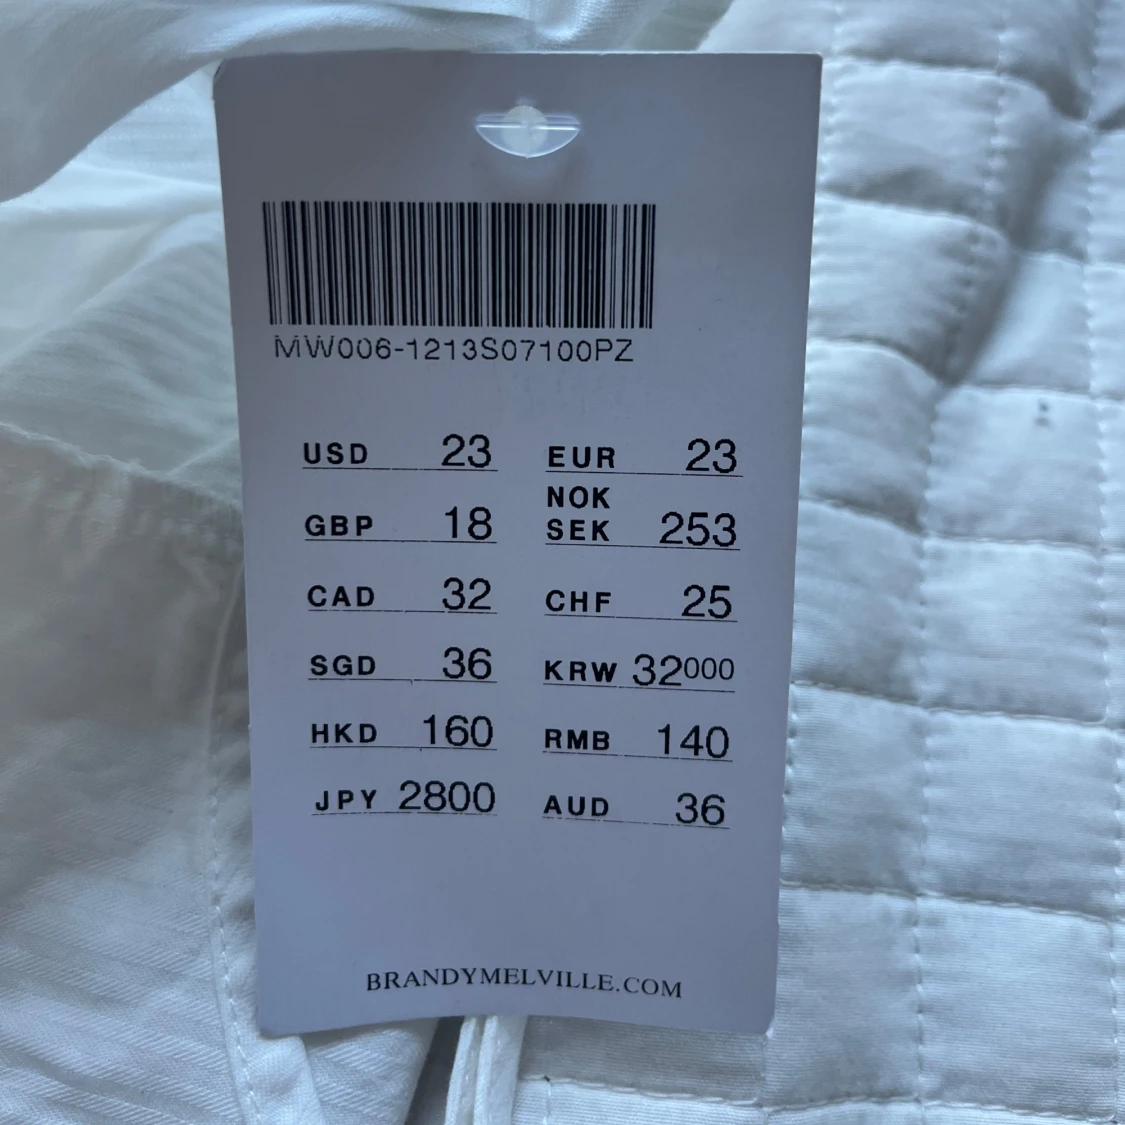 MW006-1213S07100PZ
USD 23 EUR 23
NOK
GBP 18 SEK 253
CAD 32 CHF 25
SGD 36 KRW 32000
HKD 160 RMB 140
JPY 2800 AUD 36
BRANDYMELVILLE.COM